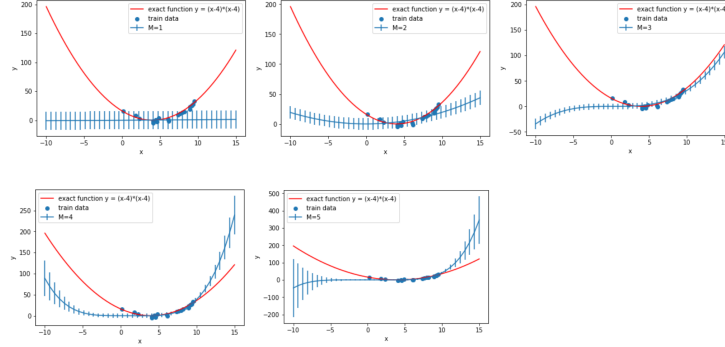 200
150
100
50
0
y
-10 -5 0 5 10 15
x
exact function y = (x-4)*(x-4)
train data
M=1
200
150
100
50
0
y
-10 -5 0 5 10 15
x
exact function y = (x-4)*(x-4)
train data
M=2
200
150
100
50
0
-50
y
-10 -5 0 5 10 15
x
exact function y = (x-4)*(x-4)
train data
M=3
250
200
150
100
50
0
y
-10 -5 0 5 10 15
x
exact function y = (x-4)*(x-4)
train data
M=4
500
400
300
200
100
0
-100
-200
y
-10 -5 0 5 10 15
x
exact function y = (x-4)*(x-4)
train data
M=5